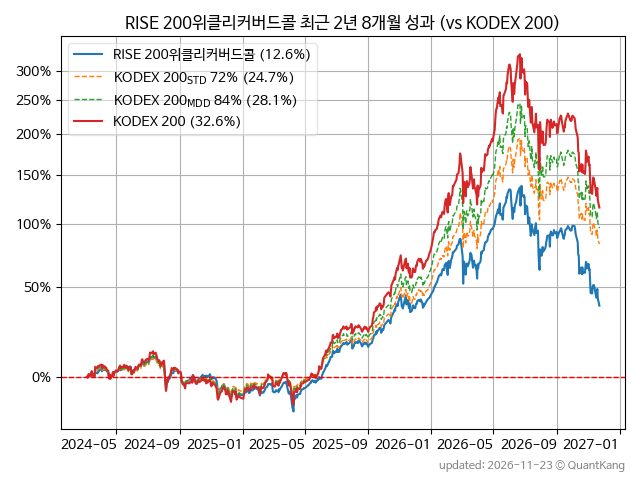 RISE 200위클리커버드콜 최근 2년 8개월 성과 (vs KODEX 200)
RISE 200위클리커버드콜 (12.6%)
KODEX 200STD 72% (24.7%)
KODEX 200MDD 84% (28.1%)
KODEX 200 (32.6%)
300%
250%
200%
150%
100%
50%
0%
2024-05 2024-09 2025-01 2025-05 2025-09 2026-01 2026-05 2026-09 2027-01
updated: 2026-11-23 © QuantKang